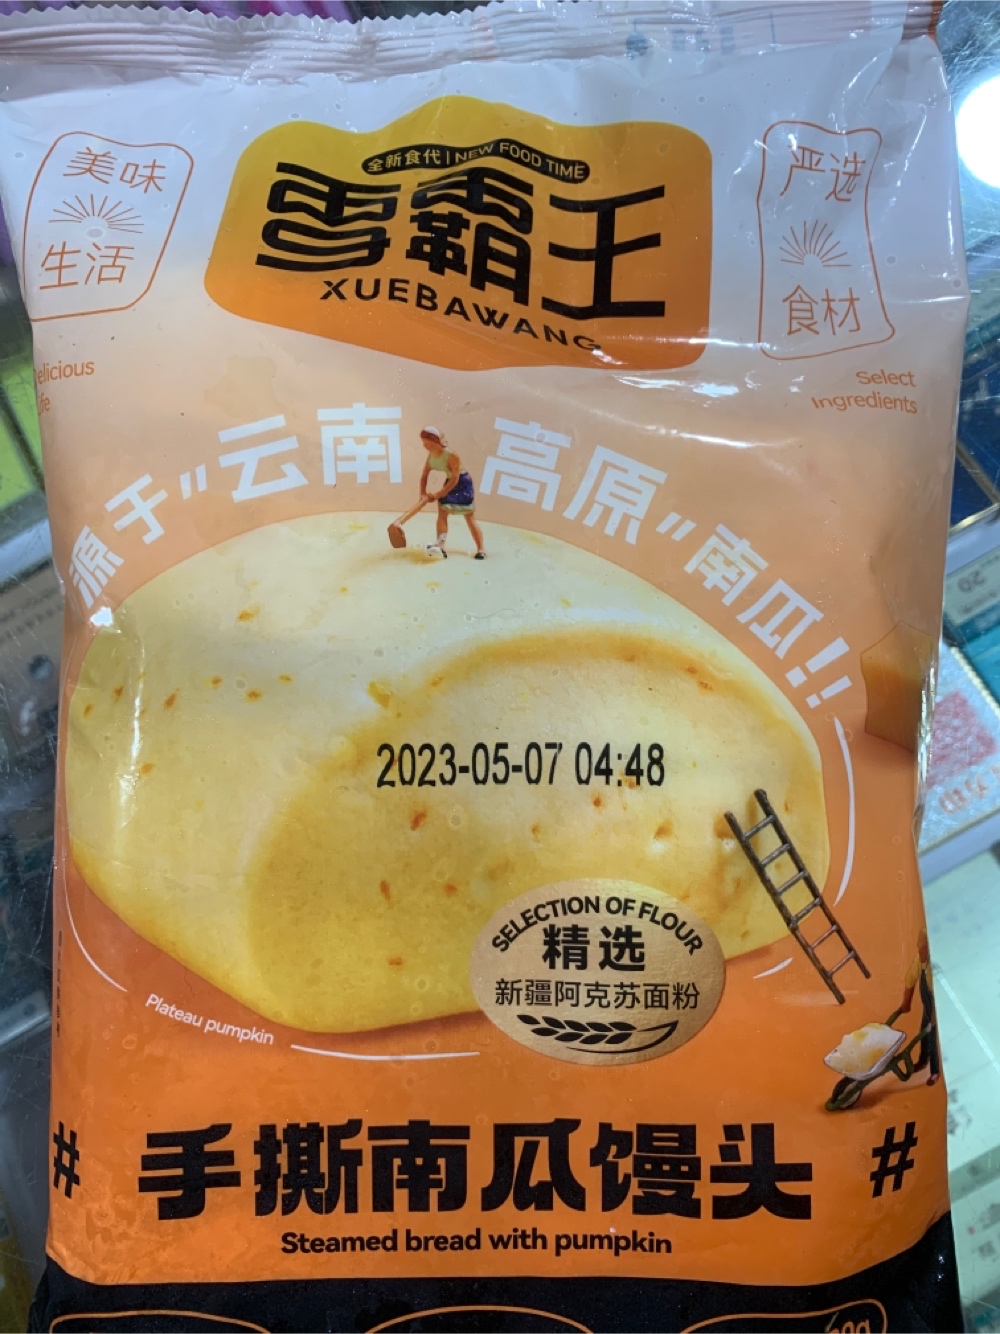 全新食代 | NEW FOOD TIME
雪霸王
XUEBAWANG
美味
生活
elicious
严选
食材
Select
Ingredients
源于"云南高原"南瓜!!
2023-05-07 04:48
SELECTION OF FLOUR
精选
新疆阿克苏面粉
Plateau pumpkin
# 手撕南瓜馒头 #
Steamed bread with pumpkin